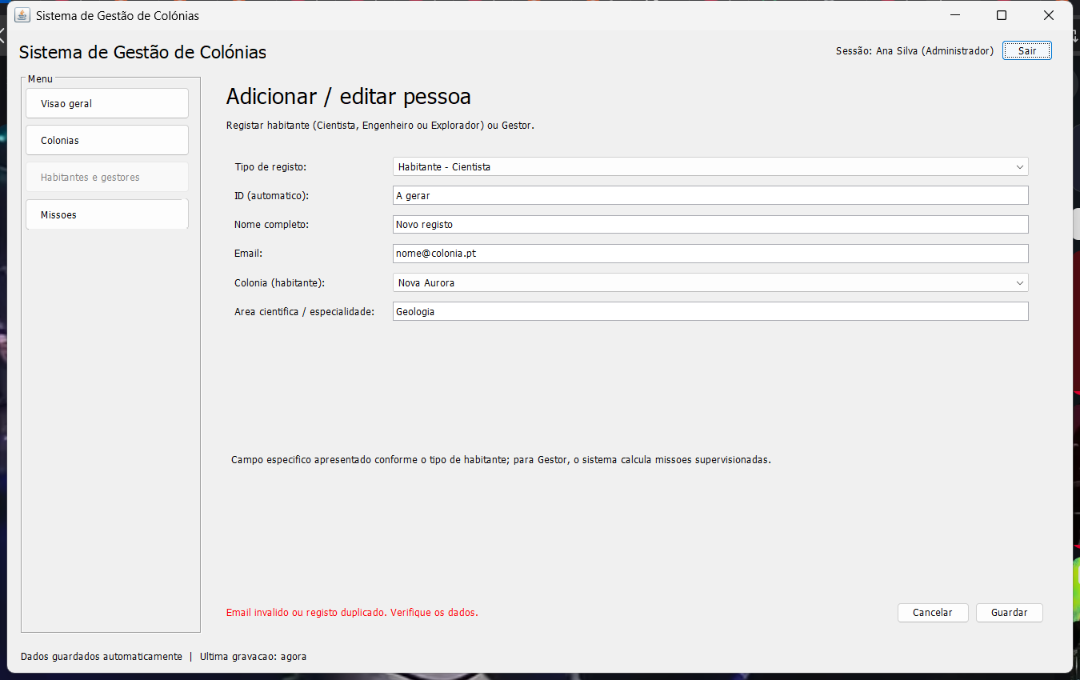 Sistema de Gestão de Colónias
Sistema de Gestão de Colónias
Sessão: Ana Silva (Administrador)
Sair
Menu
Visao geral
Colonias
Habitantes e gestores
Missoes
Adicionar / editar pessoa
Registar habitante (Cientista, Engenheiro ou Explorador) ou Gestor.
Tipo de registo: Habitante - Cientista
ID (automatico): A gerar
Nome completo: Novo registo
Email: nome@colonia.pt
Colonia (habitante): Nova Aurora
Area cientifica / especialidade: Geologia
Campo especifico apresentado conforme o tipo de habitante; para Gestor, o sistema calcula missoes supervisionadas.
Email invalido ou registo duplicado. Verifique os dados.
Cancelar
Guardar
Dados guardados automaticamente | Ultima gravacao: agora